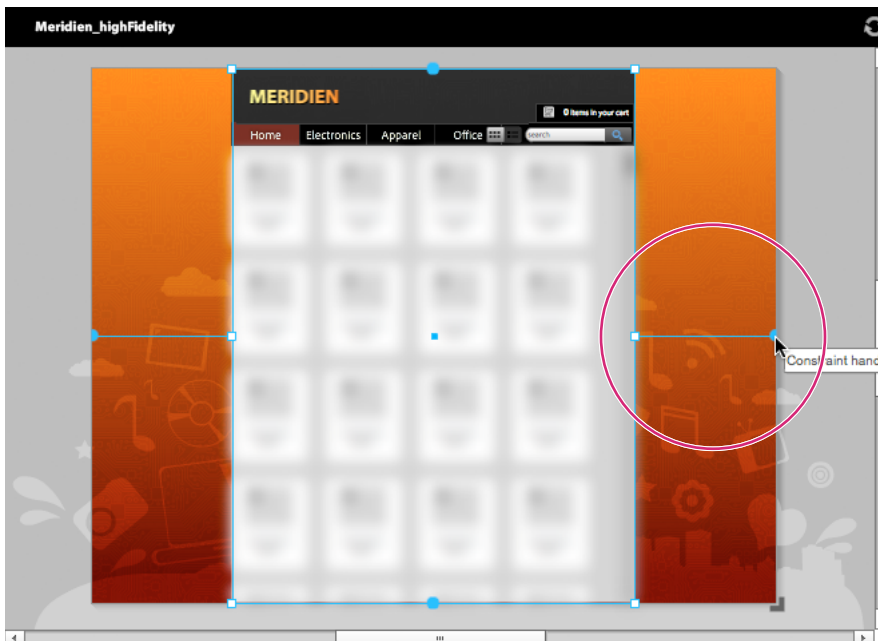 Meridien_highFidelity
MERIDIEN
0 items in your cart
Home Electronics Apparel Office search
Constraint hand